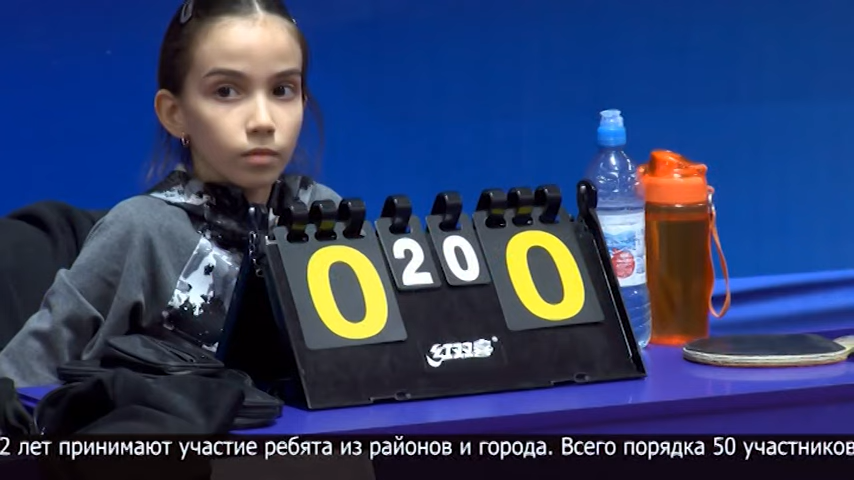 0 2 0 0
2 лет принимают участие ребята из районов и города. Всего порядка 50 участников